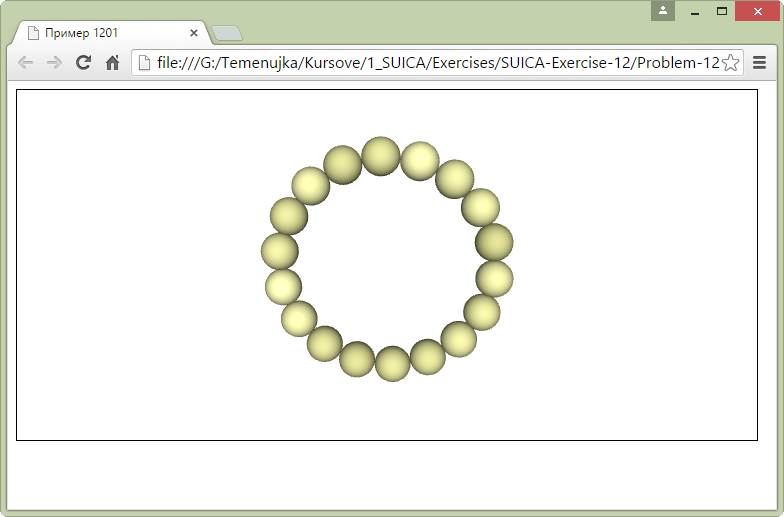 Пример 1201
file:///G:/Temenujka/Kursove/1_SUICA/Exercises/SUICA-Exercise-12/Problem-12